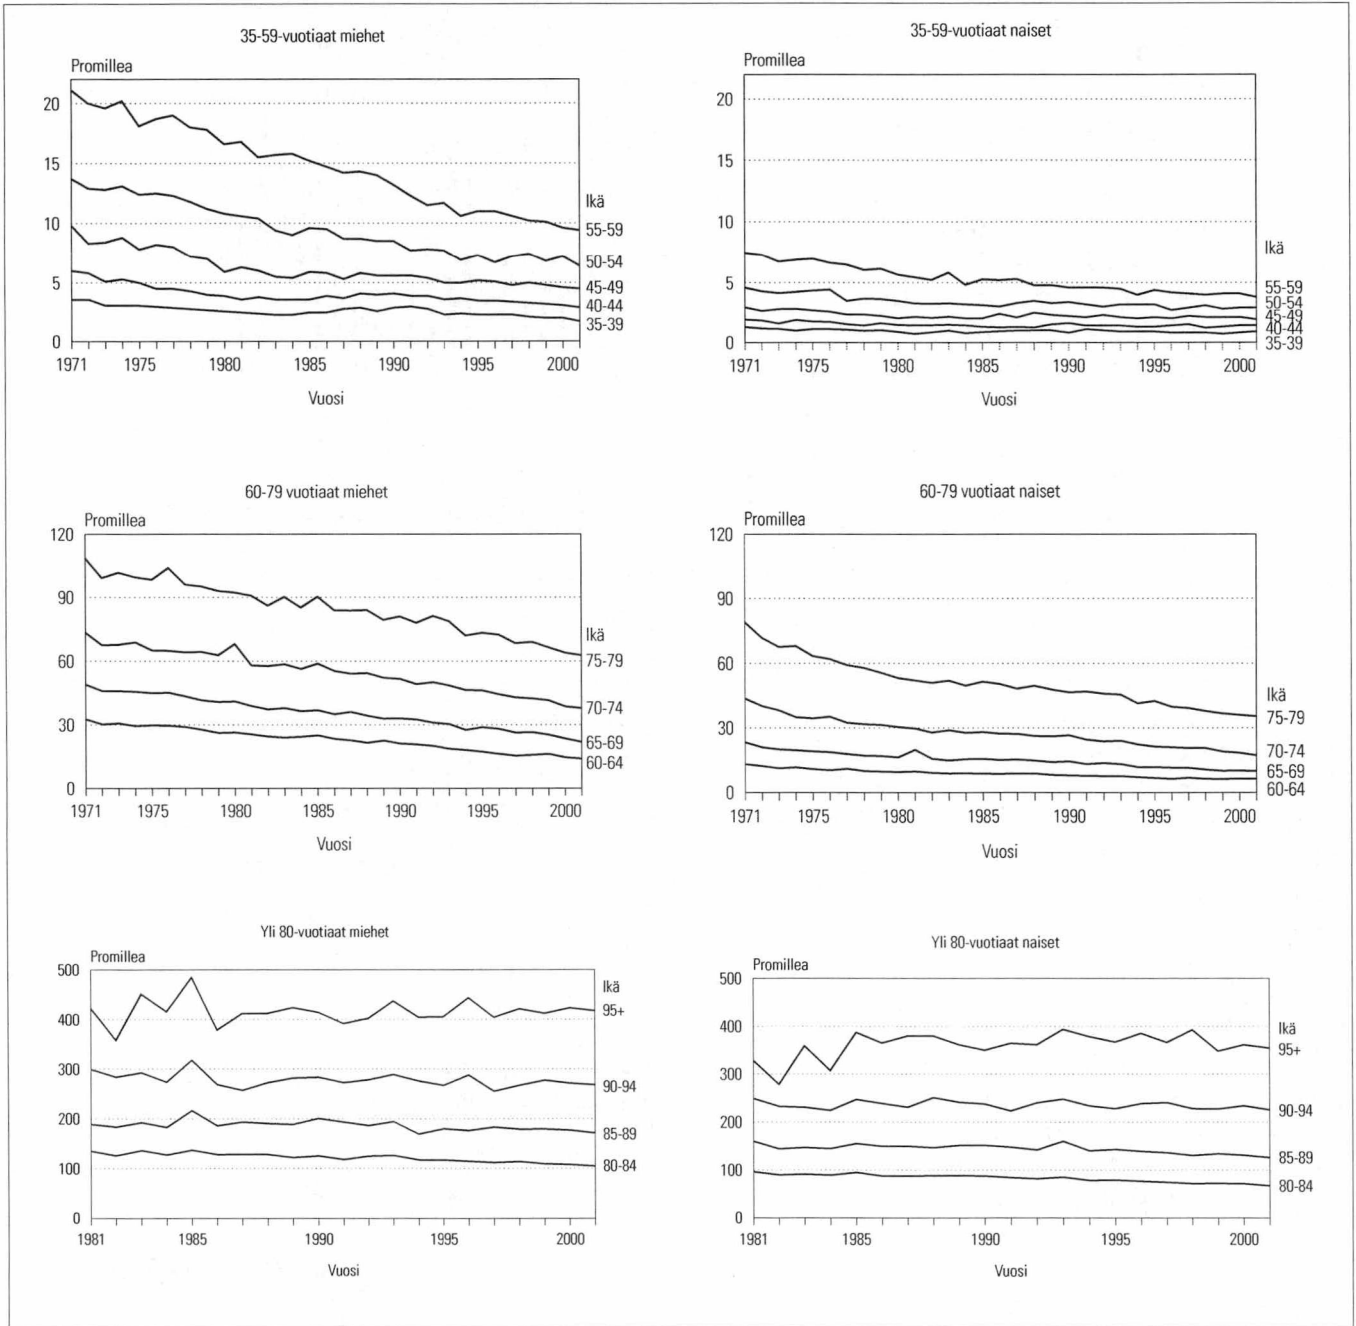 35-59-vuotiaat miehet
Promillea
20
15
10
5
0
1971 1975 1980 1985 1990 1995 2000
Vuosi
Ikä
55-59
50-54
45-49
40-44
35-39
35-59-vuotiaat naiset
Promillea
20
15
10
5
0
1971 1975 1980 1985 1990 1995 2000
Vuosi
Ikä
55-59
50-54
45-49
40-44
35-39
60-79 vuotiaat miehet
Promillea
120
90
60
30
0
1971 1975 1980 1985 1990 1995 2000
Vuosi
Ikä
75-79
70-74
65-69
60-64
60-79 vuotiaat naiset
Promillea
120
90
60
30
0
1971 1975 1980 1985 1990 1995 2000
Vuosi
Ikä
75-79
70-74
65-69
60-64
Yli 80-vuotiaat miehet
Promillea
500
400
300
200
100
0
1981 1985 1990 1995 2000
Vuosi
Ikä
95+
90-94
85-89
80-84
Yli 80-vuotiaat naiset
Promillea
500
400
300
200
100
0
1981 1985 1990 1995 2000
Vuosi
Ikä
95+
90-94
85-89
80-84